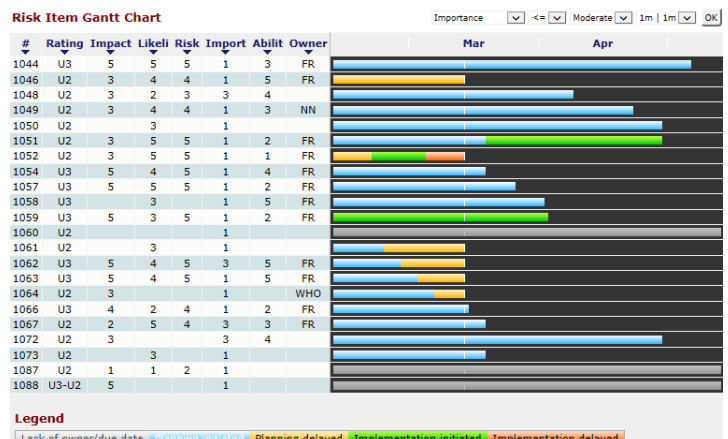 Risk Item Gantt Chart Importance <= Moderate 1m | 1m OK
# Rating Impact Likeli Risk Import Abilit Owner Mar Apr
1044 U3 5 5 5 1 3 FR
1046 U2 3 4 4 1 5 FR
1048 U2 3 2 3 3 4
1049 U2 3 4 4 1 3 NN
1050 U2 3 1
1051 U2 3 5 5 1 2 FR
1052 U2 3 5 5 1 1 FR
1054 U3 5 4 5 1 4 FR
1057 U3 5 5 5 1 2 FR
1058 U3 3 1 5 FR
1059 U3 5 3 5 1 2 FR
1060 U2 1
1061 U2 3 1
1062 U3 5 4 5 3 5 FR
1063 U3 5 4 5 1 5 FR
1064 U2 3 1 WHO
1066 U3 4 2 4 1 2 FR
1067 U2 2 5 4 3 3 FR
1072 U2 3 3 4
1073 U2 3 1
1087 U2 1 1 2 1
1088 U3-U2 5 1
Legend
Lack of owner/due date Planning initiated Planning delayed Implementation initiated Implementation delayed